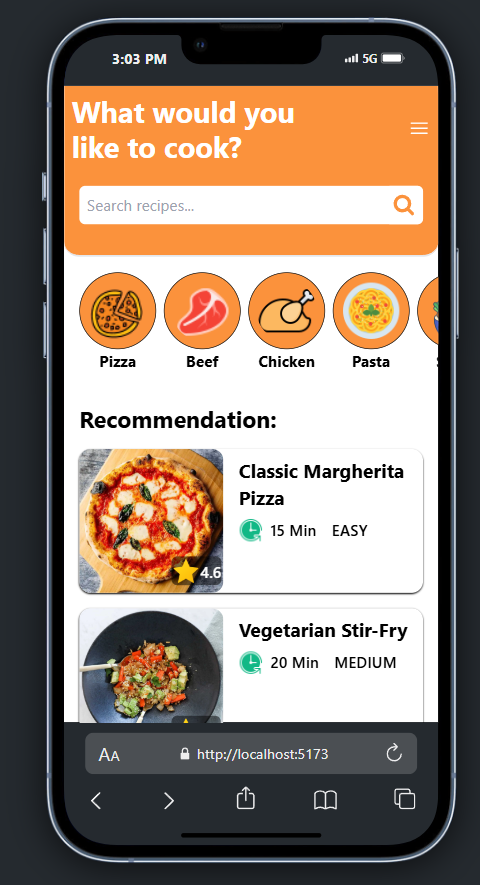 3:03 PM
5G
What would you
like to cook?
Search recipes...
Pizza
Beef
Chicken
Pasta
Recommendation:
Classic Margherita
Pizza
15 Min EASY
4.6
Vegetarian Stir-Fry
20 Min MEDIUM
AA
http://localhost:5173